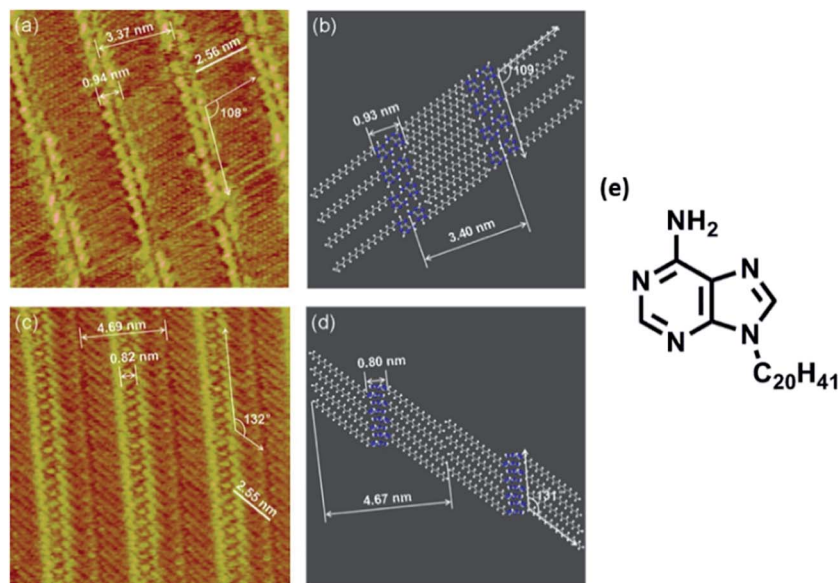 (a)
3.37 nm
2.56 nm
0.94 nm
108°
(b)
109°
0.93 nm
3.40 nm
(c)
4.69 nm
0.82 nm
132°
2.55 nm
(d)
0.80 nm
4.67 nm
131
(e)
NH2
N
N
N
N
C20H41